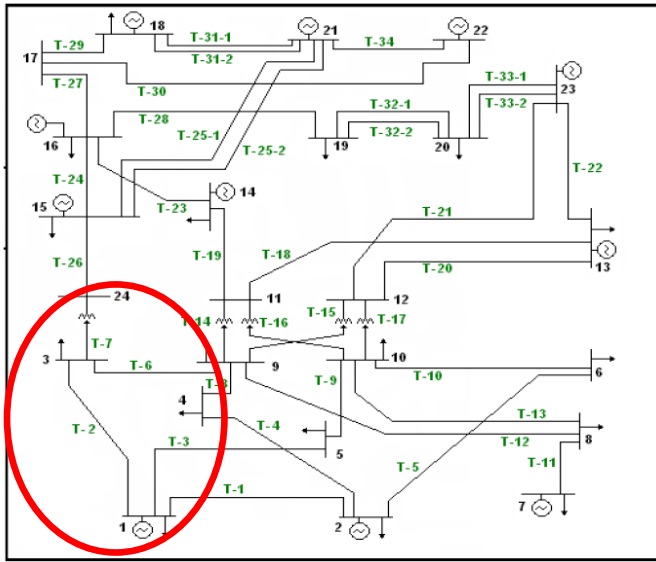 18 T-31-1 21 22
T-29 T-31-2 T-34
17
T-27 T-30 23
T-33-1
T-28 T-32-1 T-33-2
16 T-25-1 19 T-32-2 20
T-24 T-25-2
14 T-22
15 T-23
T-21
T-26 T-19 T-18
T-20 13
24 11 12
T-14 T-16 T-15 T-17
3 T-7
T-6 9 10
T-8 T-9 T-10 6
4
T-2 T-4 T-13
T-3 T-12 8
5 T-5
T-11
T-1
1 2 7